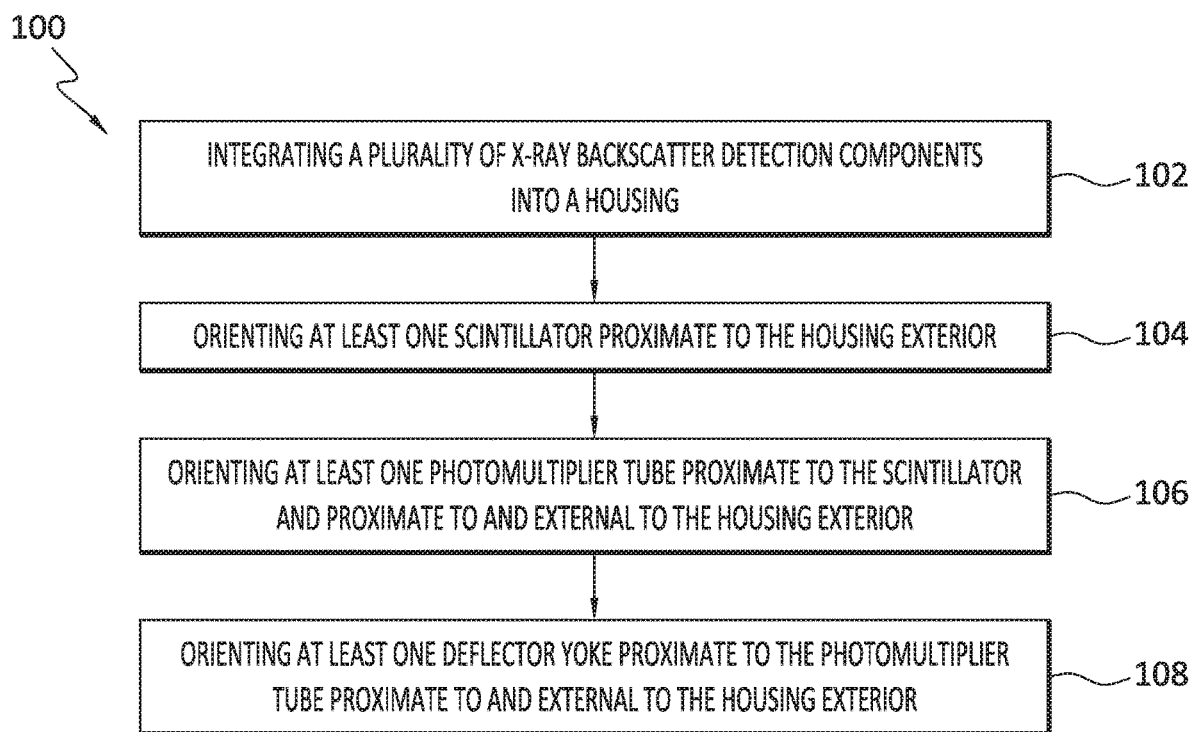 100
INTEGRATING A PLURALITY OF X-RAY BACKSCATTER DETECTION COMPONENTS
INTO A HOUSING
102
ORIENTING AT LEAST ONE SCINTILLATOR PROXIMATE TO THE HOUSING EXTERIOR
104
ORIENTING AT LEAST ONE PHOTOMULTIPLIER TUBE PROXIMATE TO THE SCINTILLATOR
AND PROXIMATE TO AND EXTERNAL TO THE HOUSING EXTERIOR
106
ORIENTING AT LEAST ONE DEFLECTOR YOKE PROXIMATE TO THE PHOTOMULTIPLIER
TUBE PROXIMATE TO AND EXTERNAL TO THE HOUSING EXTERIOR
108